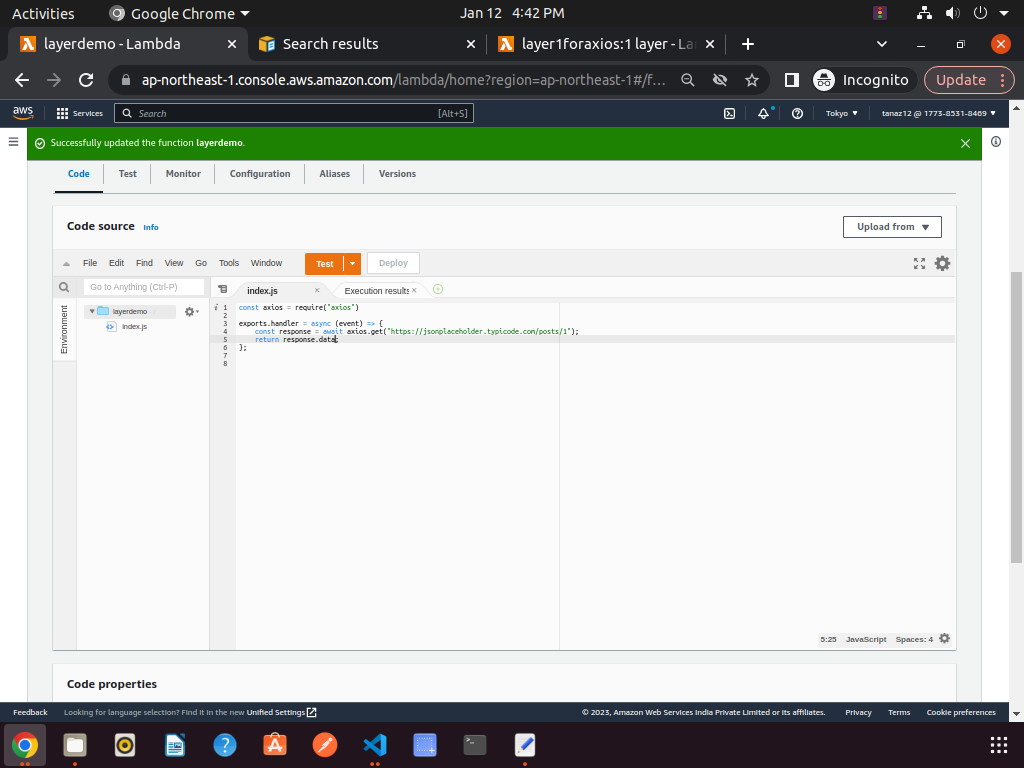 Activities
Google Chrome
Jan 12 4:42 PM
layerdemo - Lambda
Search results
layer1foraxios:1 layer - La
ap-northeast-1.console.aws.amazon.com/lambda/home?region=ap-northeast-1#/f...
Incognito
Update
aws
Services
Search
[Alt+S]
Tokyo
tanaz12 @ 1773-8531-8469
Successfully updated the function layerdemo.
Code
Test
Monitor
Configuration
Aliases
Versions
Code source
Info
Upload from
File
Edit
Find
View
Go
Tools
Window
Test
Deploy
Go to Anything (Ctrl-P)
index.js
Execution results
Environment
layerdemo
index.js
1 const axios = require("axios")
2
3 exports.handler = async (event) => {
4 const response = await axios.get("https://jsonplaceholder.typicode.com/posts/1");
5 return response.data;
6 };
7
8
5:25
JavaScript
Spaces: 4
Code properties
Feedback
Looking for language selection? Find it in the new Unified Settings
© 2023, Amazon Web Services India Private Limited or its affiliates.
Privacy
Terms
Cookie preferences